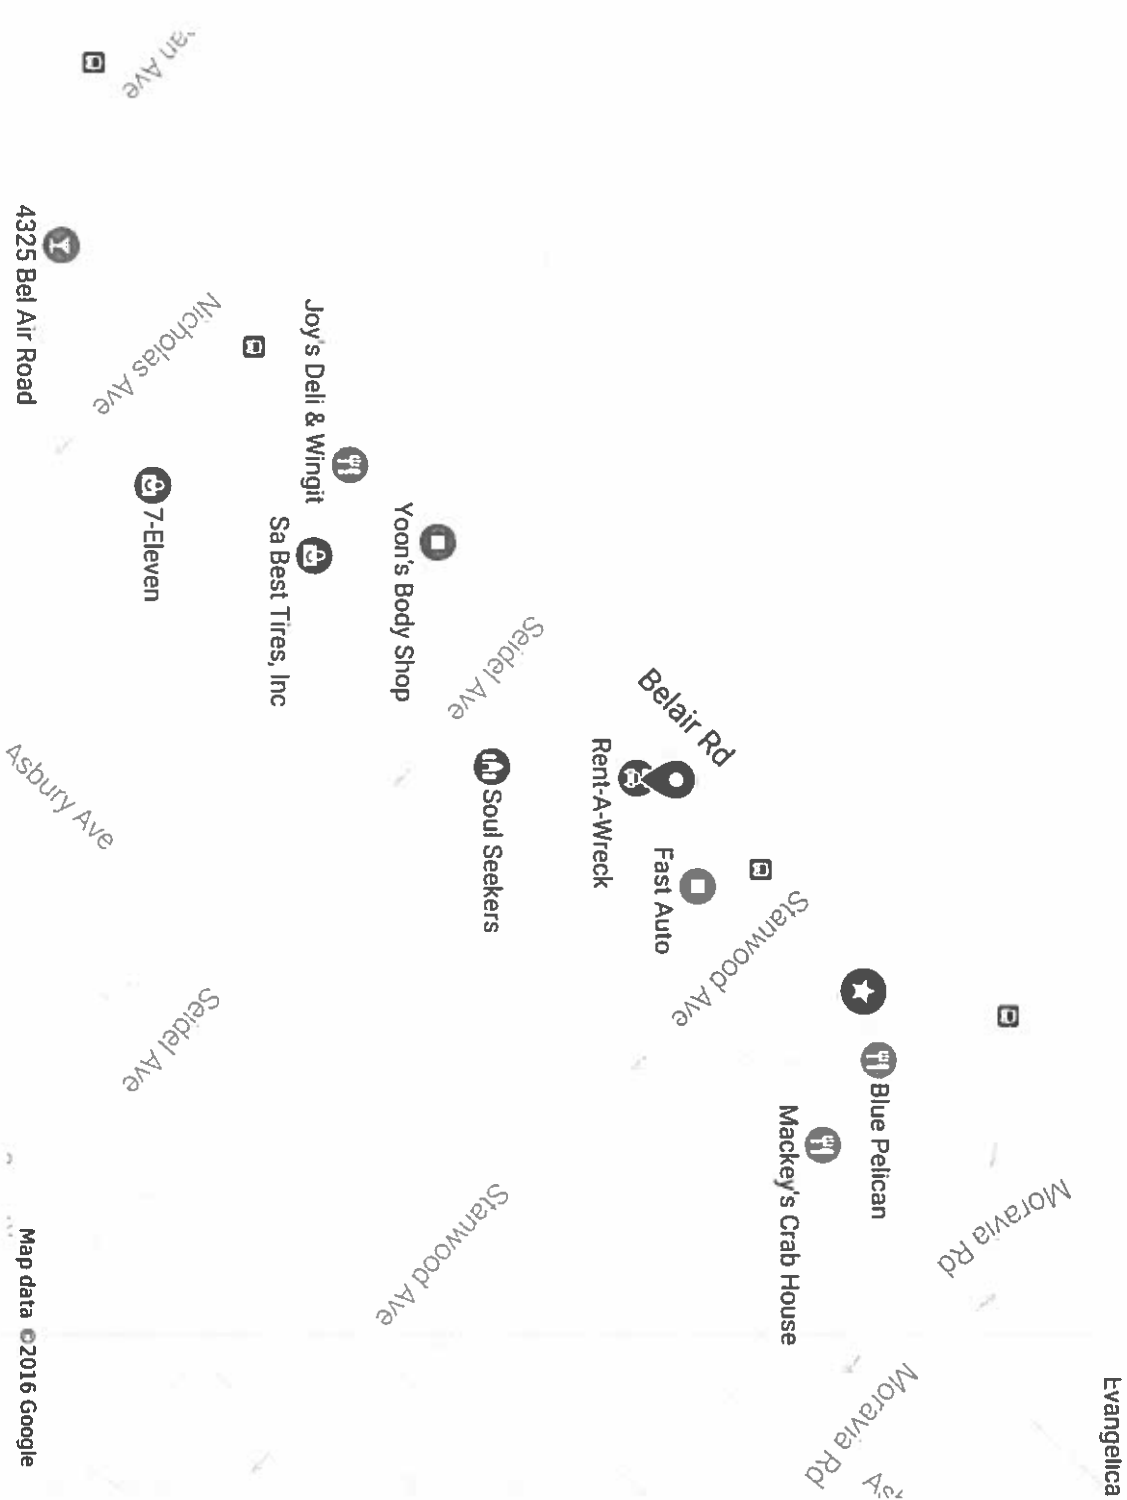 Evangelica
Moravia Rd
Blue Pelican
Mackey's Crab House
Moravia Rd
Belair Rd
Stanwood Ave
Fast Auto
Rent-A-Wreck
Seidel Ave
Soul Seekers
Stanwood Ave
Yoon's Body Shop
Joy's Deli & Wingit
Sa Best Tires, Inc
Nicholas Ave
7-Eleven
Seidel Ave
Ave
4325 Bel Air Road
Asbury Ave
Map data ©2016 Google